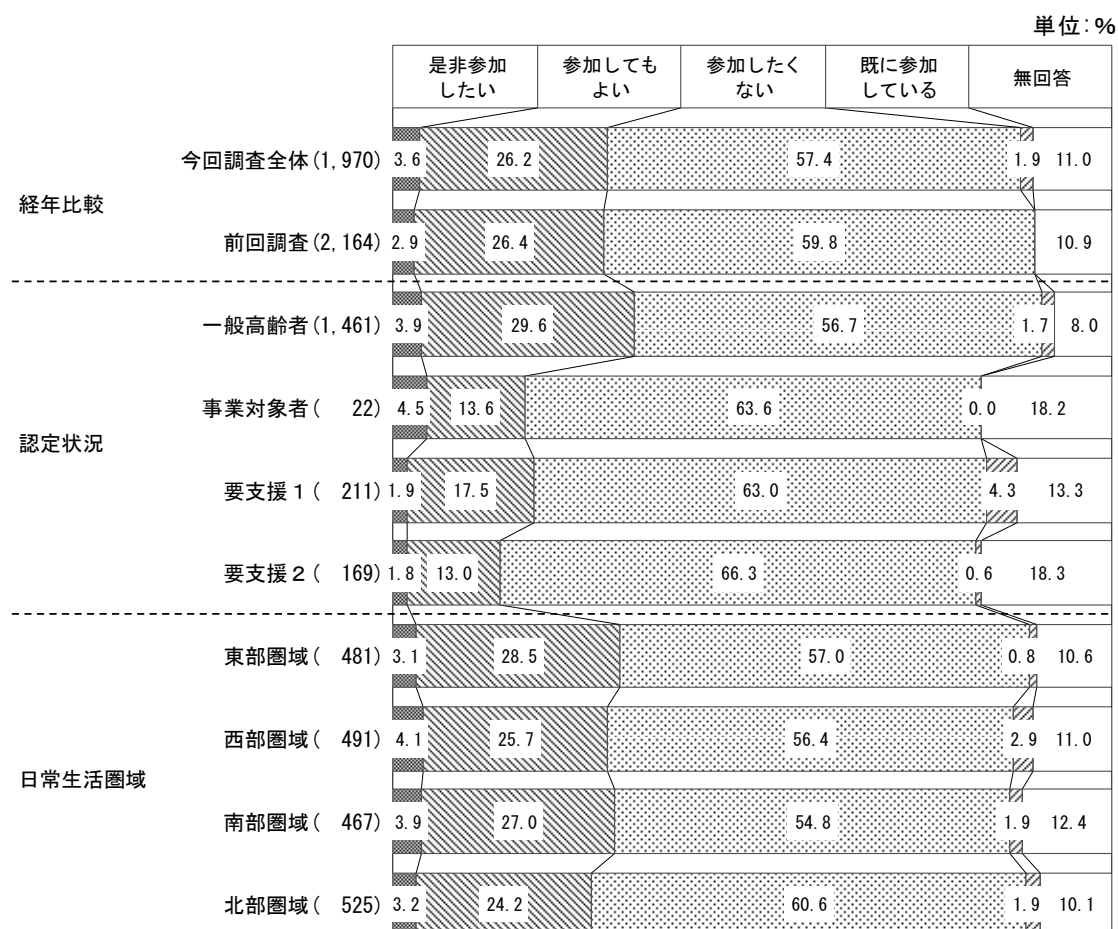 単位：%
是非参加
したい
参加しても
よい
参加したく
ない
既に参加
している
無回答
経年比較
今回調査全体(1,970) 3.6 26.2 57.4 1.9 11.0
前回調査(2,164) 2.9 26.4 59.8 10.9
認定状況
一般高齢者(1,461) 3.9 29.6 56.7 1.7 8.0
事業対象者( 22) 4.5 13.6 63.6 0.0 18.2
要支援１( 211) 1.9 17.5 63.0 4.3 13.3
要支援２( 169) 1.8 13.0 66.3 0.6 18.3
日常生活圏域
東部圏域( 481) 3.1 28.5 57.0 0.8 10.6
西部圏域( 491) 4.1 25.7 56.4 2.9 11.0
南部圏域( 467) 3.9 27.0 54.8 1.9 12.4
北部圏域( 525) 3.2 24.2 60.6 1.9 10.1